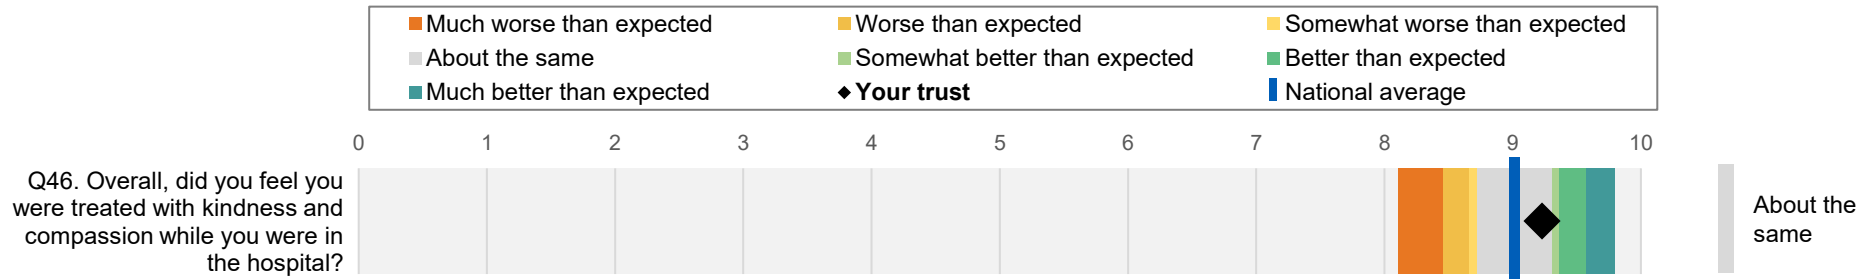 Much worse than expected
Worse than expected
Somewhat worse than expected
About the same
Somewhat better than expected
Better than expected
Much better than expected
Your trust
National average
0 1 2 3 4 5 6 7 8 9 10
Q46. Overall, did you feel you
were treated with kindness and
compassion while you were in
the hospital?
About the
same